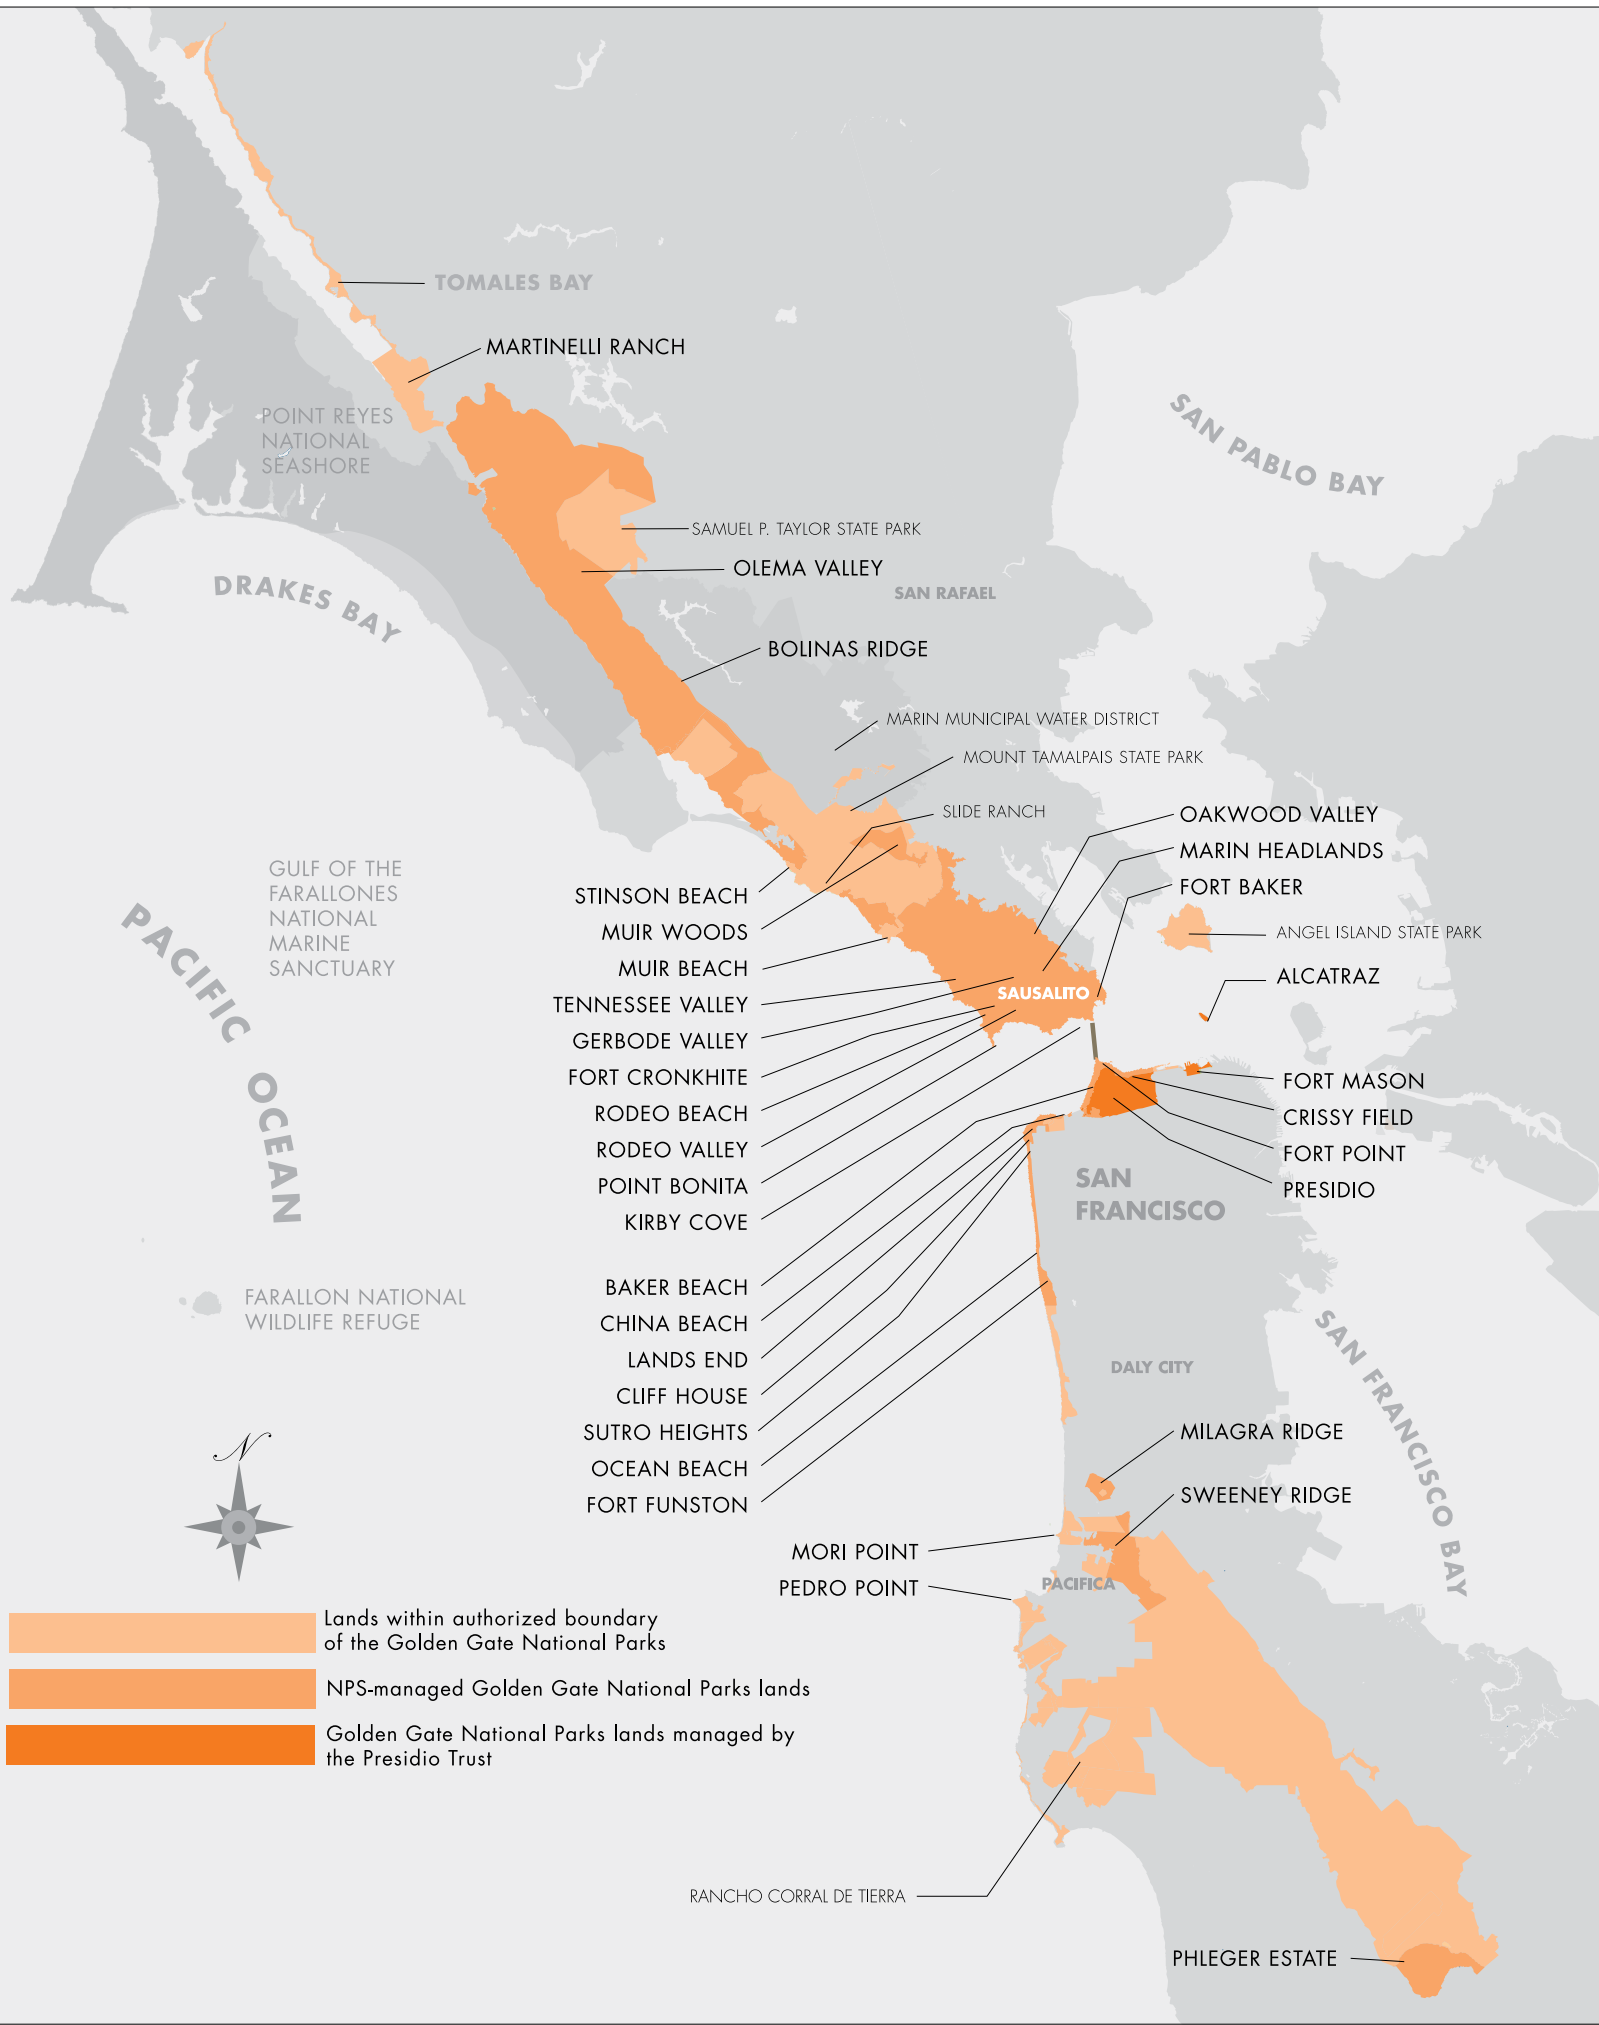 TOMALES BAY
MARTINELLI RANCH
POINT REYES
NATIONAL
SEASHORE
SAN PABLO BAY
SAMUEL P. TAYLOR STATE PARK
OLEMA VALLEY
DRAKES BAY
SAN RAFAEL
BOLINAS RIDGE
MARIN MUNICIPAL WATER DISTRICT
MOUNT TAMALPAIS STATE PARK
SLIDE RANCH
OAKWOOD VALLEY
MARIN HEADLANDS
FORT BAKER
ANGEL ISLAND STATE PARK
ALCATRAZ
GULF OF THE
FARALLONES
NATIONAL
MARINE
SANCTUARY
PACIFIC OCEAN
STINSON BEACH
MUIR WOODS
MUIR BEACH
TENNESSEE VALLEY
GERBODE VALLEY
FORT CRONKHITE
RODEO BEACH
RODEO VALLEY
POINT BONITA
KIRBY COVE
SAUSALITO
FORT MASON
CRISSY FIELD
FORT POINT
PRESIDIO
SAN
FRANCISCO
BAKER BEACH
CHINA BEACH
LANDS END
CLIFF HOUSE
SUTRO HEIGHTS
OCEAN BEACH
FORT FUNSTON
FARALLON NATIONAL
WILDLIFE REFUGE
SAN FRANCISCO BAY
DALY CITY
MILAGRA RIDGE
SWEENEY RIDGE
MORI POINT
PEDRO POINT
PACIFICA
N
Lands within authorized boundary
of the Golden Gate National Parks
NPS-managed Golden Gate National Parks lands
Golden Gate National Parks lands managed by
the Presidio Trust
RANCHO CORRAL DE TIERRA
PHLEGER ESTATE